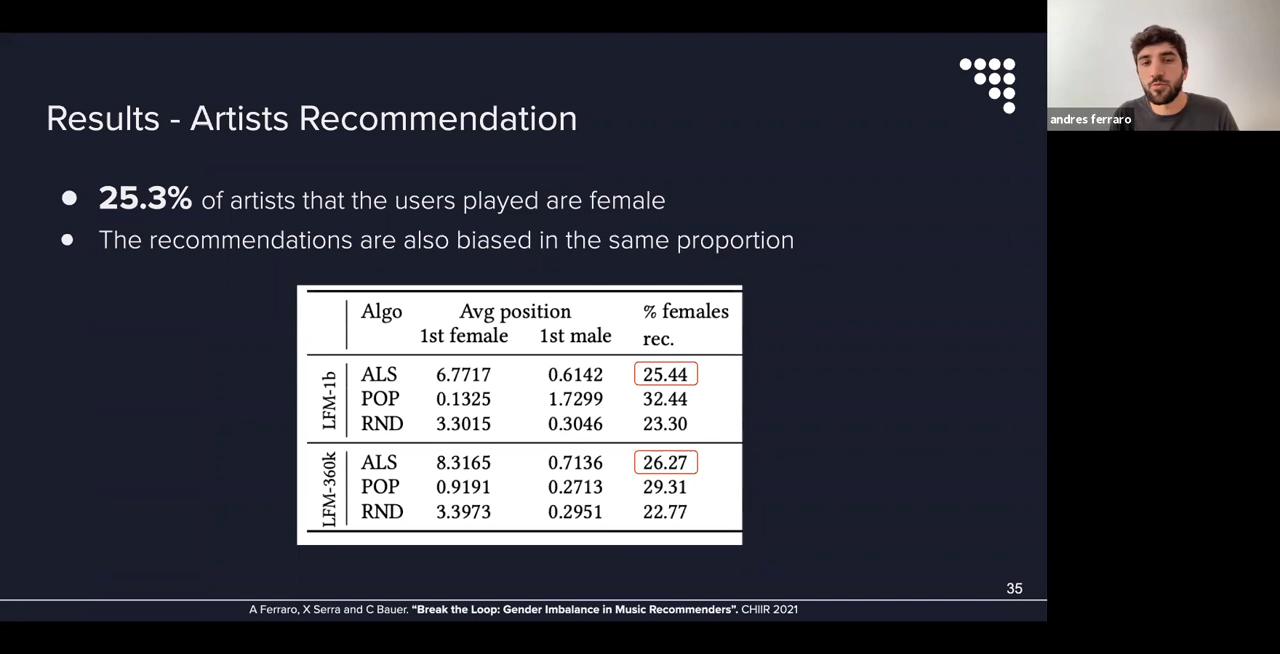 Results - Artists Recommendation
25.3% of artists that the users played are female
The recommendations are also biased in the same proportion
Algo Avg position % females
1st female 1st male rec.
LFM-1b
ALS 6.7717 0.6142 25.44
POP 0.1325 1.7299 32.44
RND 3.3015 0.3046 23.30
LFM-360k
ALS 8.3165 0.7136 26.27
POP 0.9191 0.2713 29.31
RND 3.3973 0.2951 22.77
35
A Ferraro, X Serra and C Bauer. “Break the Loop: Gender Imbalance in Music Recommenders”. CHIIR 2021
andres ferraro